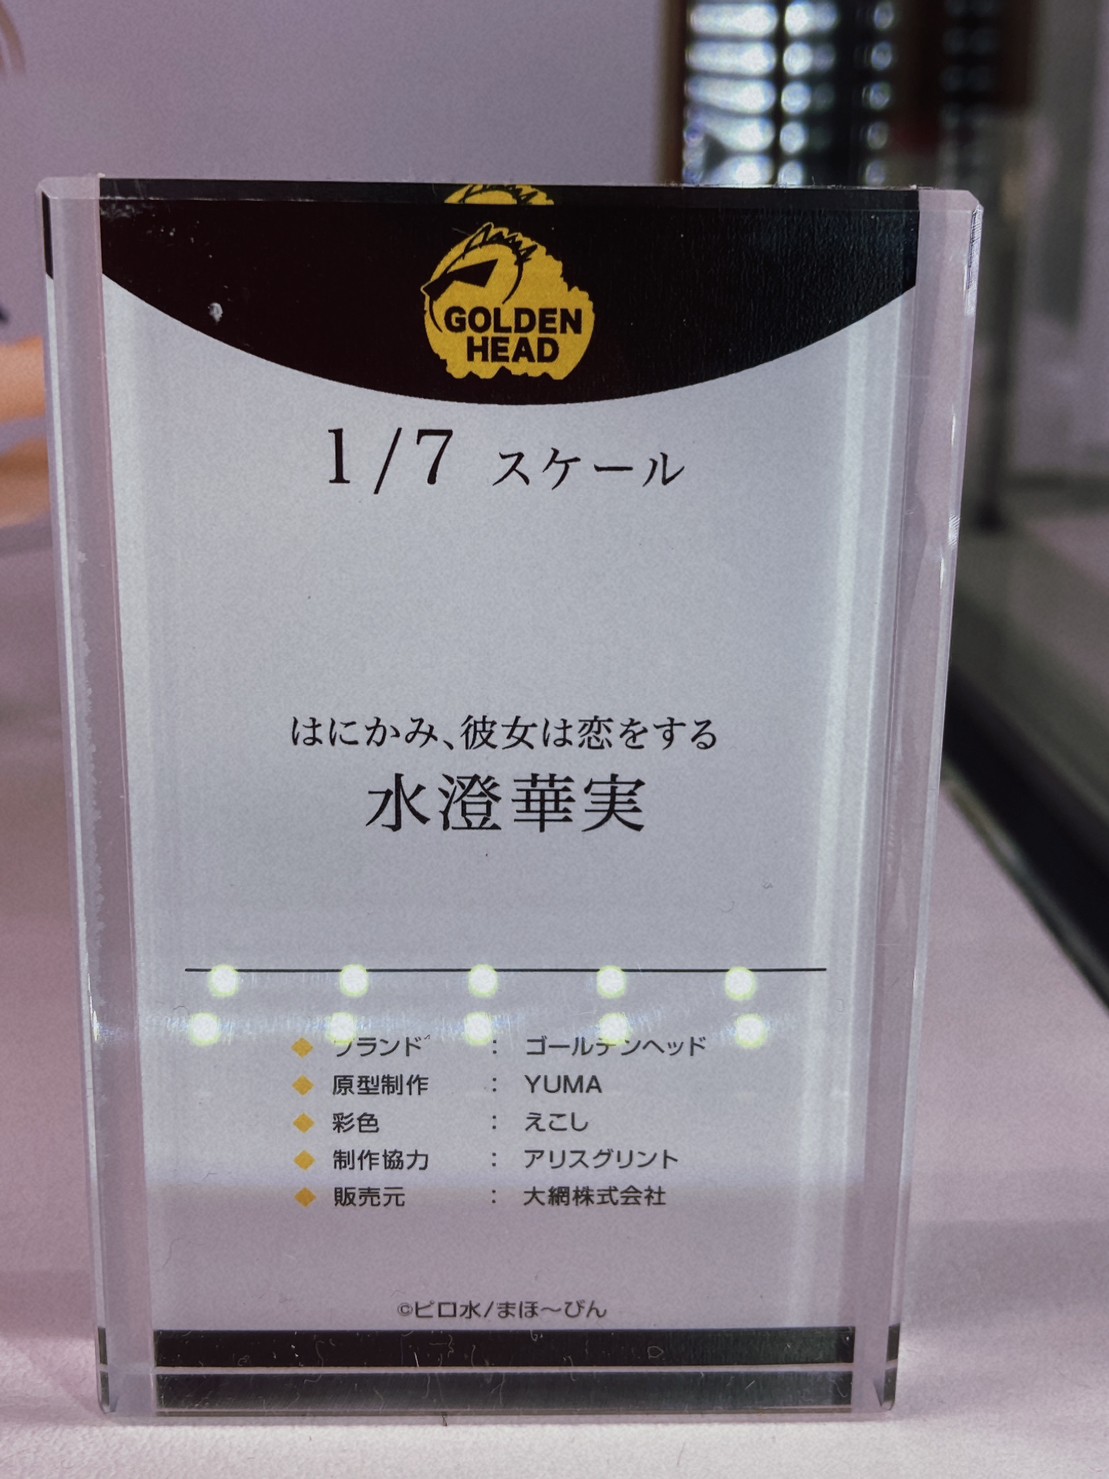 GOLDEN
HEAD
1/7 スケール
はにかみ、彼女は恋をする
水澄華実
◆ ブランド : ゴールデンヘッド
◆ 原型制作 : YUMA
◆ 彩色 : えこし
◆ 制作協力 : アリスグリント
◆ 販売元 : 大網株式会社
©ピロ水/まほ～びん